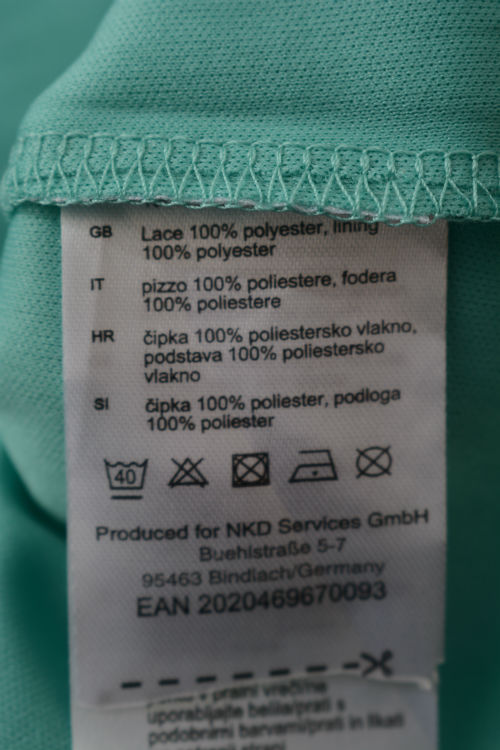 GB Lace 100% polyester, lining
100% polyester
IT pizzo 100% poliestere, fodera
100% poliestere
HR čipka 100% poliestersko vlakno,
podstava 100% poliestersko
vlakno
SI čipka 100% poliester, podloga
100% poliester
40
Produced for NKD Services GmbH
Buehlstraße 5-7
95463 Bindlach/Germany
EAN 2020469670093
v pralni
uporabljajte belila/prati s
podobnimi barvami/prati in likati